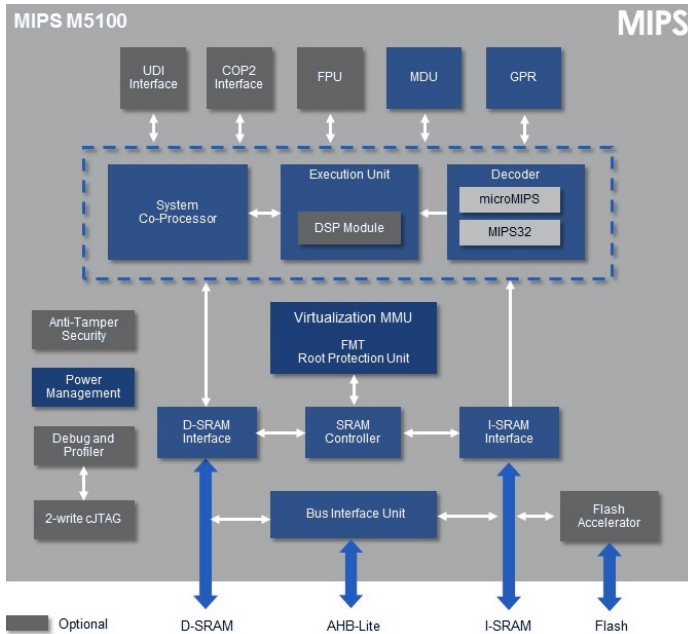 MIPS M5100
MIPS
UDI
Interface
COP2
Interface
FPU
MDU
GPR
System
Co-Processor
Execution Unit
DSP Module
Decoder
microMIPS
MIPS32
Anti-Tamper
Security
Virtualization MMU
FMT
Root Protection Unit
Power
Management
D-SRAM
Interface
SRAM
Controller
I-SRAM
Interface
Debug and
Profiler
2-write cJTAG
Bus Interface Unit
Flash
Accelerator
Optional
D-SRAM
AHB-Lite
I-SRAM
Flash